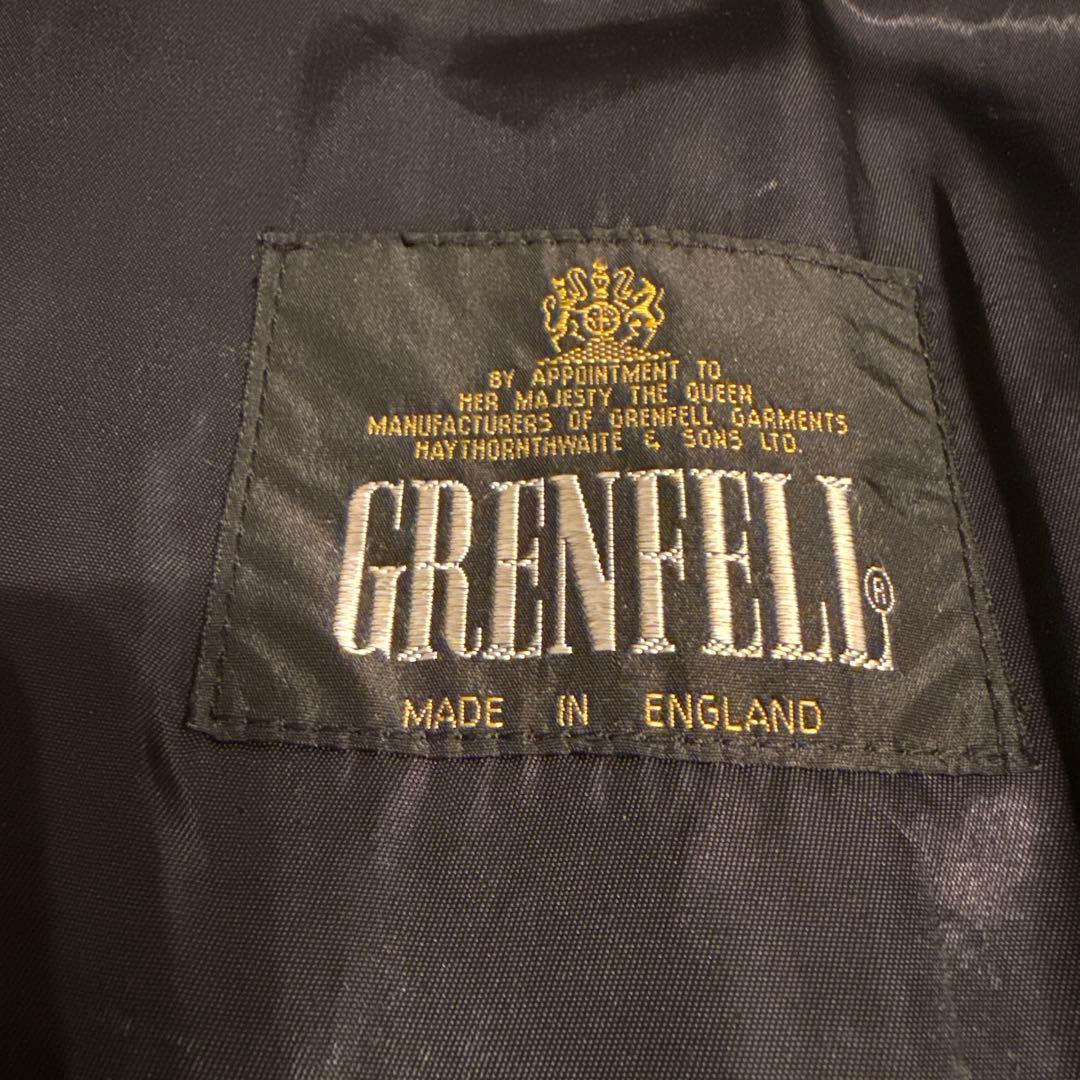 BY APPOINTMENT TO
HER MAJESTY THE QUEEN
MANUFACTURERS OF GRENFELL GARMENTS
HAYTHORNTHWAITE & SONS LTD.
GRENFELL®
MADE IN ENGLAND